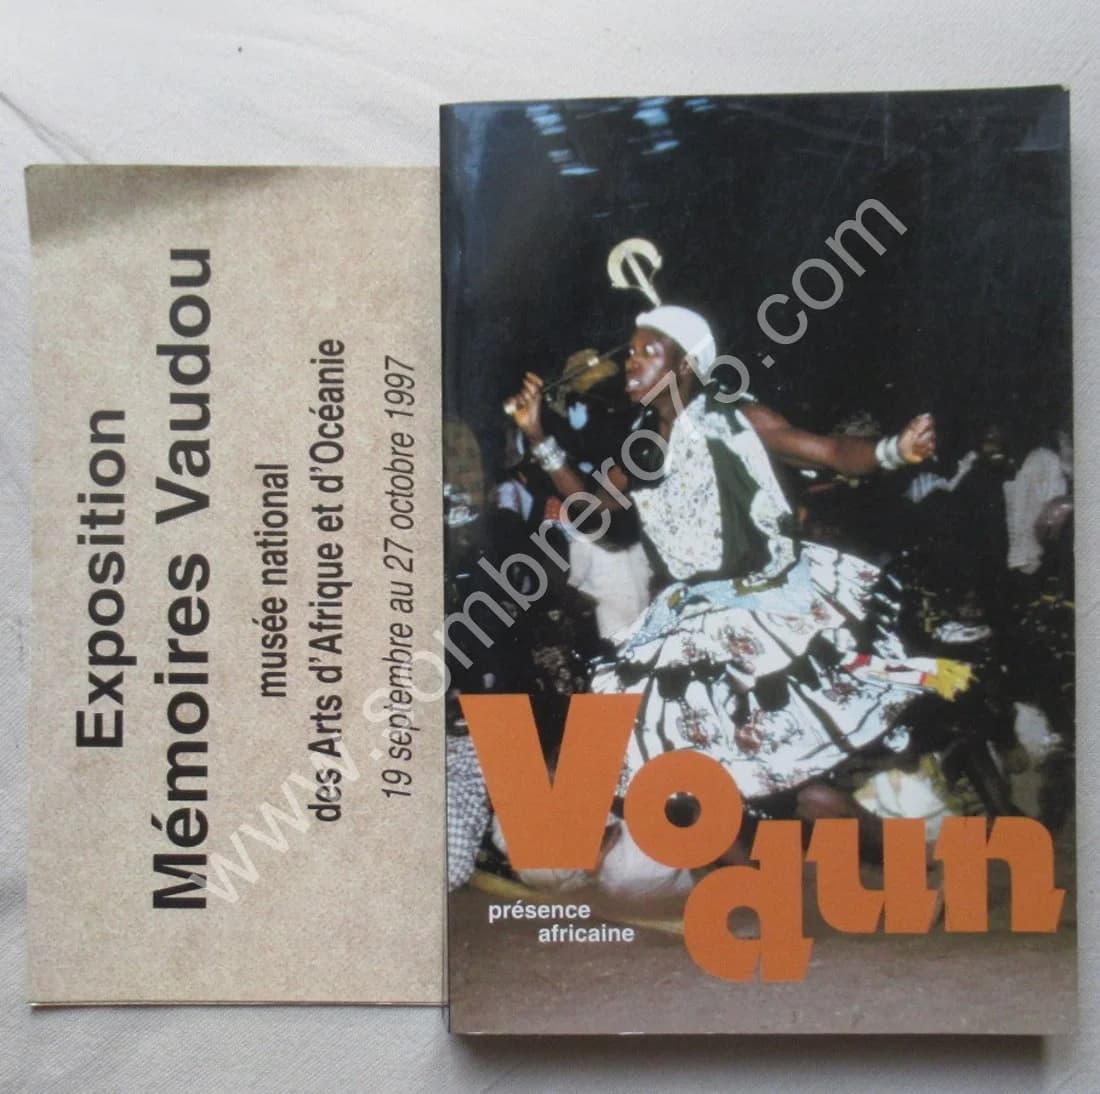 Exposition
Mémoires Vaudou
musée national
des Arts d'Afrique et d'Océanie
19 septembre au 27 octobre 1997
Vodun
présence
africaine
www.sombrero75.com